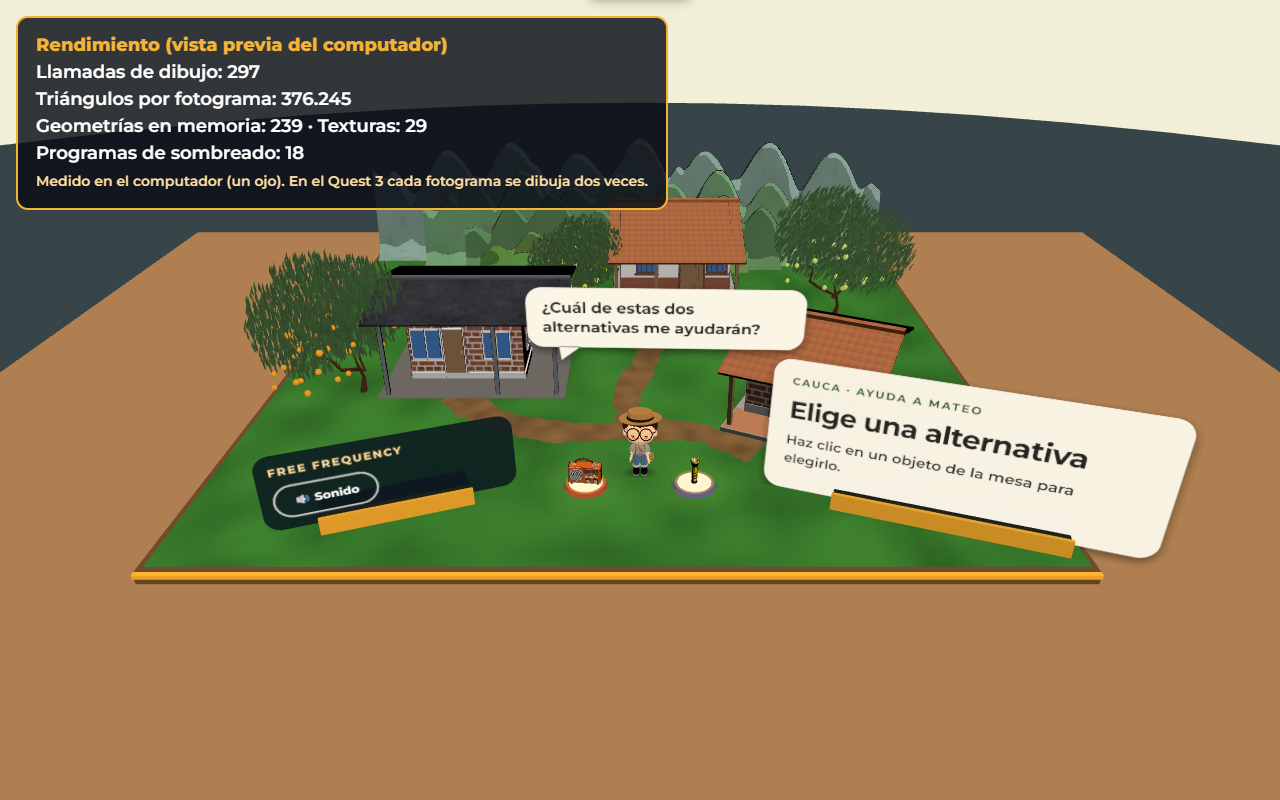 Rendimiento (vista previa del computador)
Llamadas de dibujo: 297
Triángulos por fotograma: 376.245
Geometrías en memoria: 239 · Texturas: 29
Programas de sombreado: 18
Medido en el computador (un ojo). En el Quest 3 cada fotograma se dibuja dos veces.
¿Cuál de estas dos
alternativas me ayudarán?
CAUCA · AYUDA A MATEO
Elige una alternativa
Haz clic en un objeto de la mesa para
elegirlo.
FREE FREQUENCY
🔊 Sonido